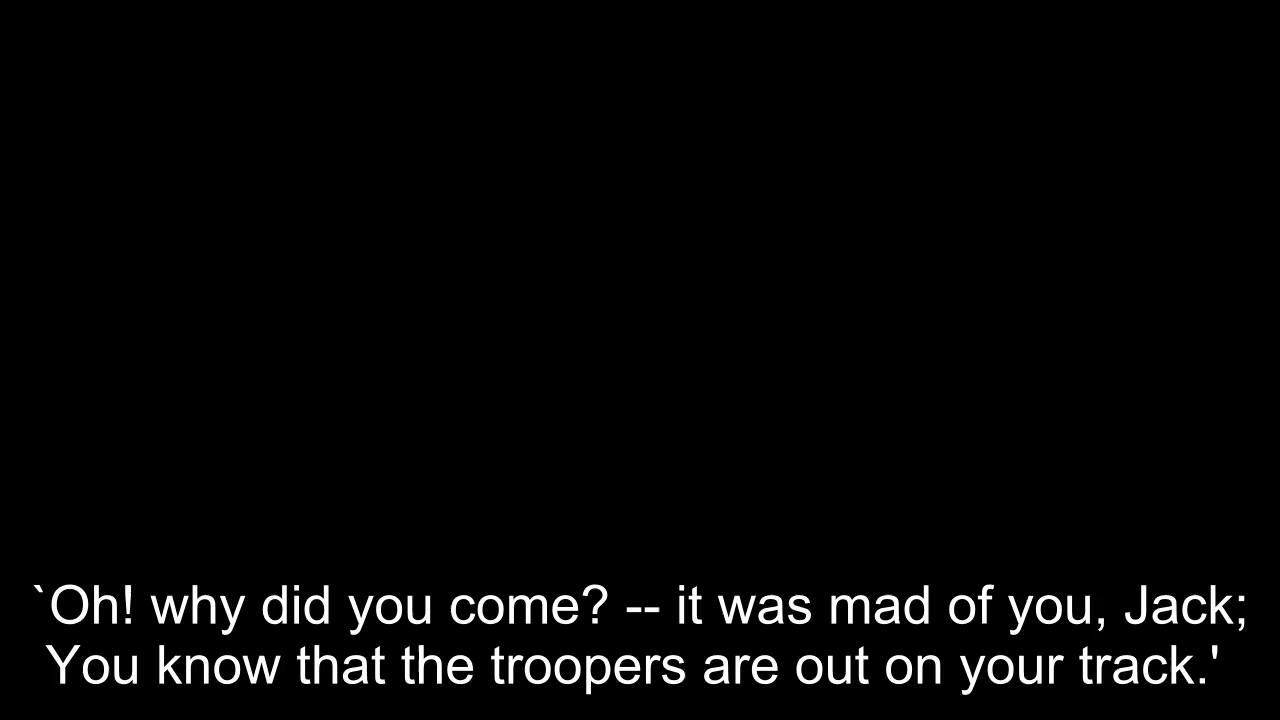 `Oh! why did you come? -- it was mad of you, Jack;
You know that the troopers are out on your track.'